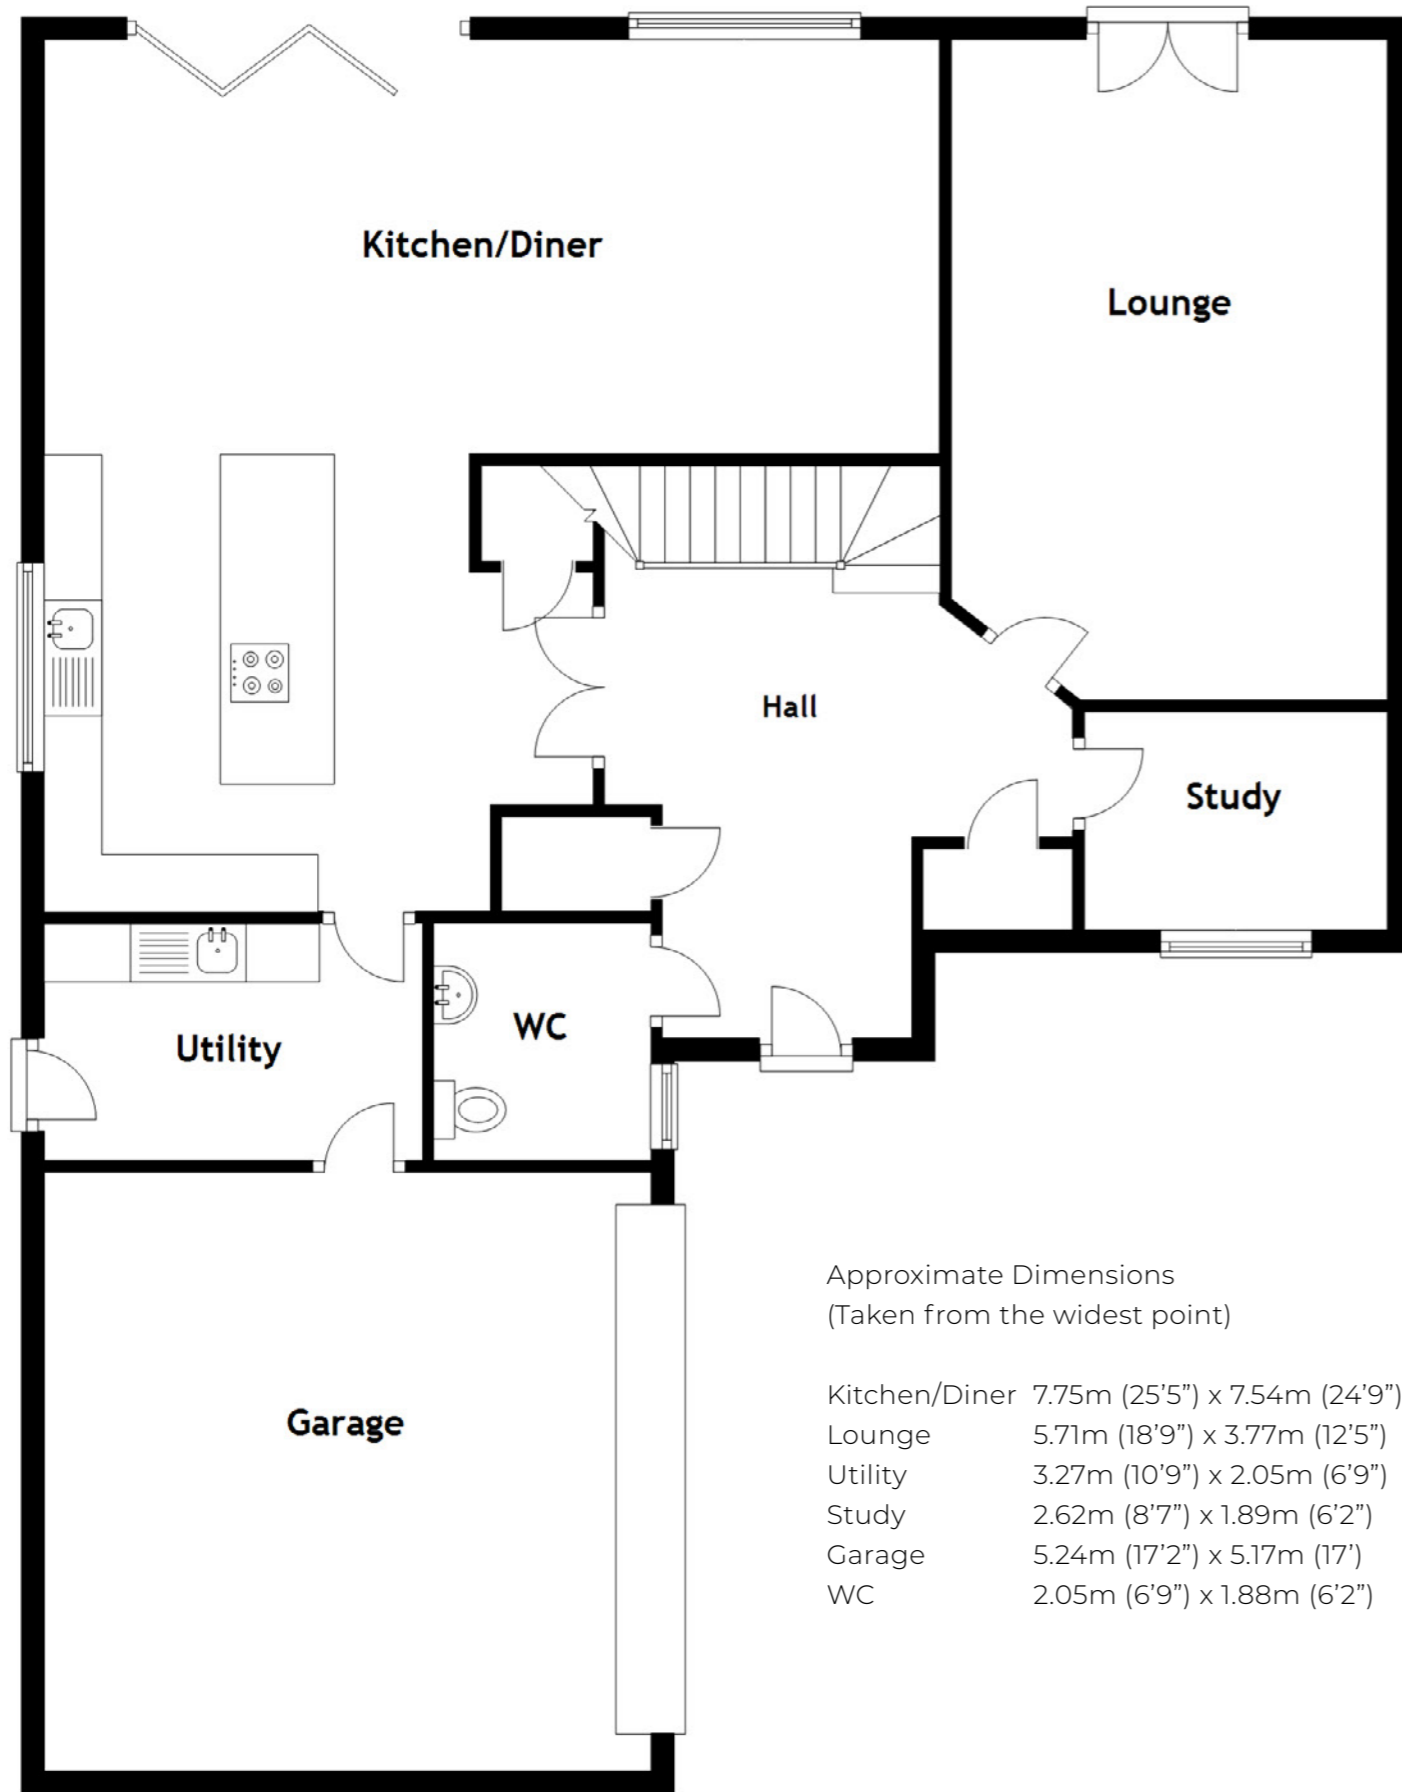 Kitchen/Diner
Lounge
Hall
Study
WC
Utility
Garage
Approximate Dimensions
(Taken from the widest point)
Kitchen/Diner 7.75m (25’5”) x 7.54m (24’9”)
Lounge 5.71m (18’9”) x 3.77m (12’5”)
Utility 3.27m (10’9”) x 2.05m (6’9”)
Study 2.62m (8’7”) x 1.89m (6’2”)
Garage 5.24m (17’2”) x 5.17m (17’)
WC 2.05m (6’9”) x 1.88m (6’2”)